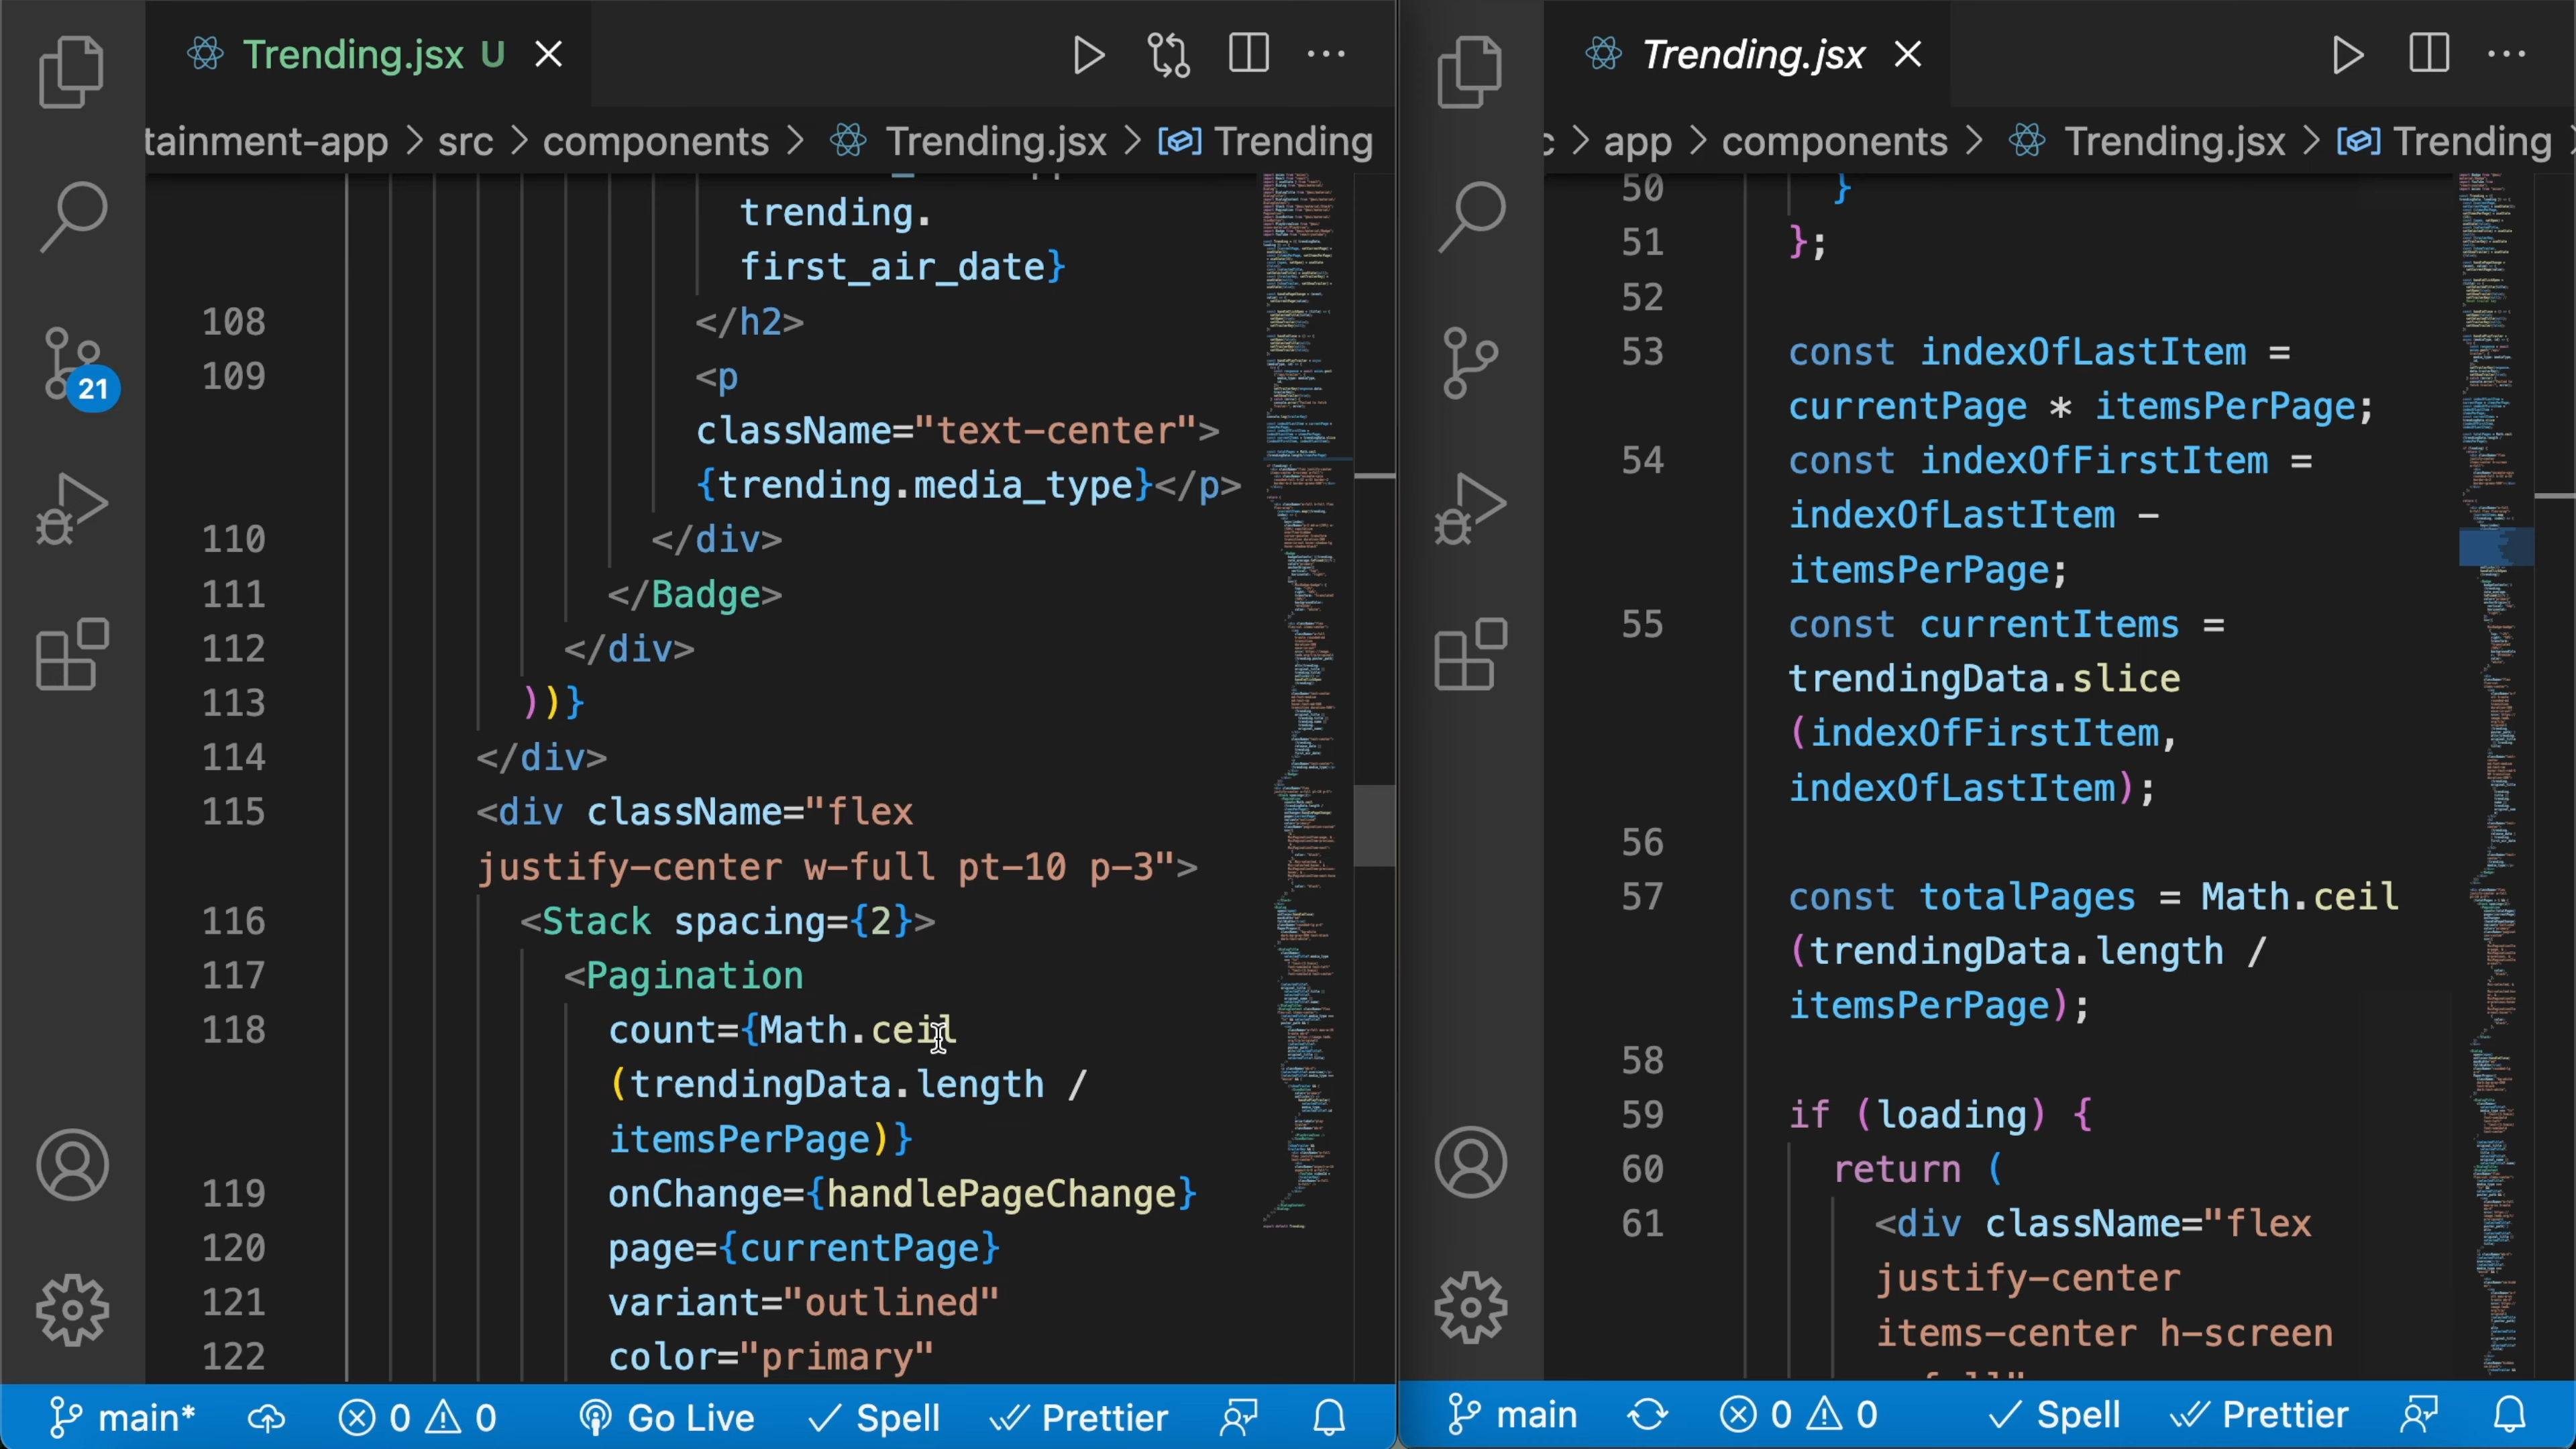 Trending.jsx U
tainment-app > src > components > Trending.jsx > Trending
trending.
first_air_date}
108 </h2>
109 <p
className="text-center">
{trending.media_type}</p>
110 </div>
111 </Badge>
112 </div>
113 ))}
114 </div>
115 <div className="flex
justify-center w-full pt-10 p-3">
116 <Stack spacing={2}>
117 <Pagination
118 count={Math.ceil
(trendingData.length /
itemsPerPage)}
119 onChange={handlePageChange}
120 page={currentPage}
121 variant="outlined"
122 color="primary"
21
main* 0 0 Go Live Spell Prettier
Trending.jsx
c > app > components > Trending.jsx > Trending
50 }
51 };
52
53 const indexOfLastItem =
currentPage * itemsPerPage;
54 const indexOfFirstItem =
indexOfLastItem -
itemsPerPage;
55 const currentItems =
trendingData.slice
(indexOfFirstItem,
indexOfLastItem);
56
57 const totalPages = Math.ceil
(trendingData.length /
itemsPerPage);
58
59 if (loading) {
60 return (
61 <div className="flex
justify-center
items-center h-screen
main 0 0 Spell Prettier